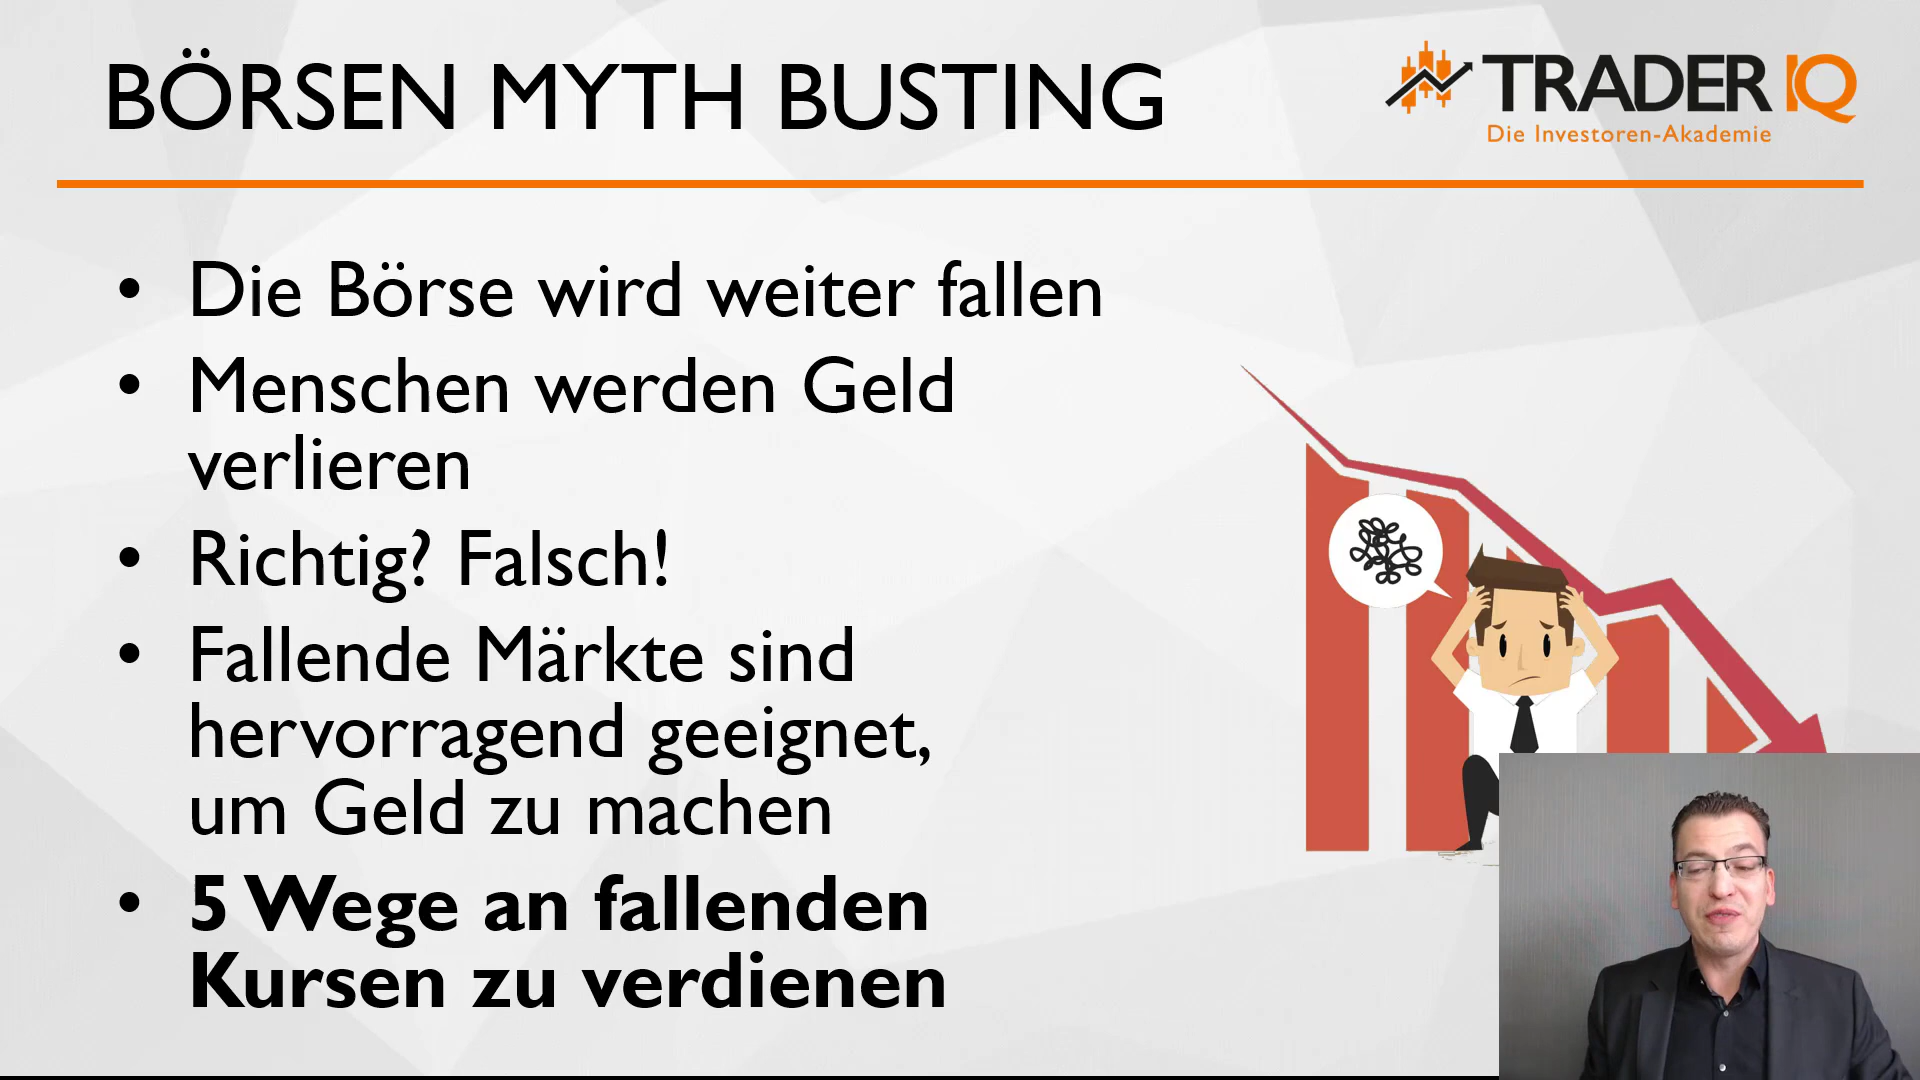 BÖRSEN MYTH BUSTING
TRADER IQ
Die Investoren-Akademie
• Die Börse wird weiter fallen
• Menschen werden Geld
verlieren
• Richtig? Falsch!
• Fallende Märkte sind
hervorragend geeignet,
um Geld zu machen
• 5 Wege an fallenden
Kursen zu verdienen